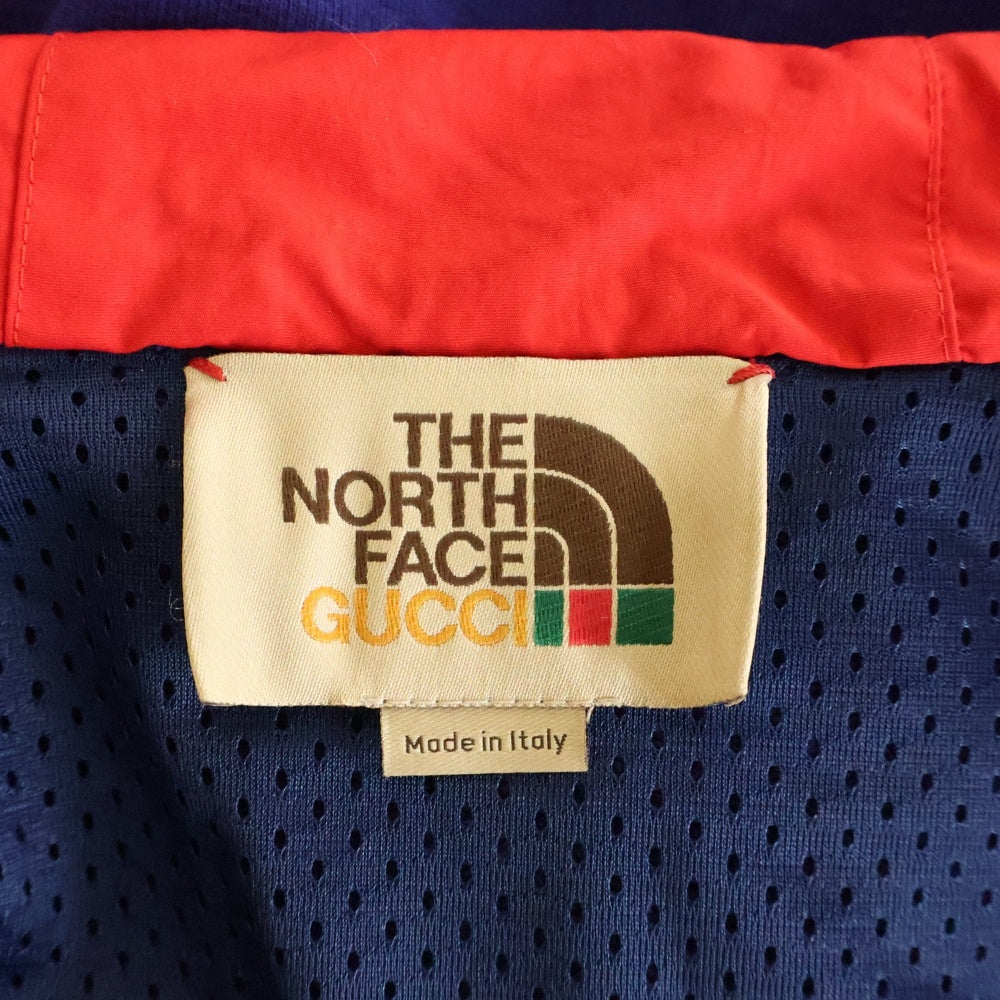 THE
NORTH
FACE
GUCCI
Made in Italy